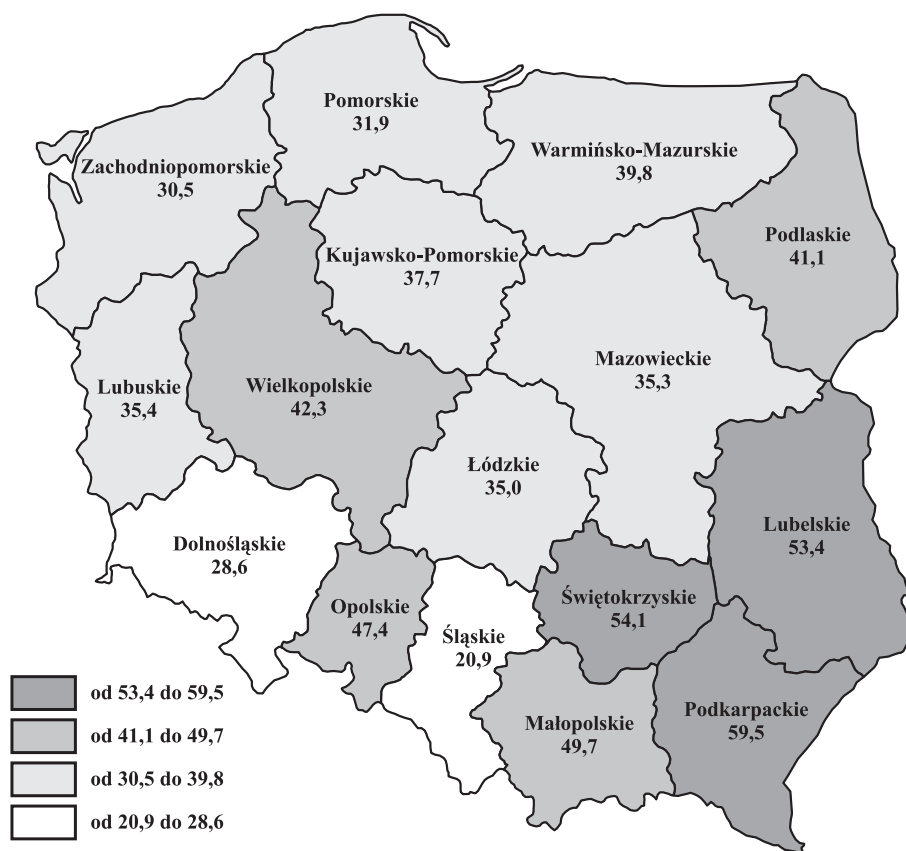 Pomorskie
31,9
Zachodniopomorskie
30,5
Warmińsko-Mazurskie
39,8
Podlaskie
41,1
Kujawsko-Pomorskie
37,7
Mazowieckie
35,3
Lubuskie
35,4
Wielkopolskie
42,3
Łódzkie
35,0
Lubelskie
53,4
Dolnośląskie
28,6
Opolskie
47,4
Śląskie
20,9
Świętokrzyskie
54,1
Małopolskie
49,7
Podkarpackie
59,5
od 53,4 do 59,5
od 41,1 do 49,7
od 30,5 do 39,8
od 20,9 do 28,6